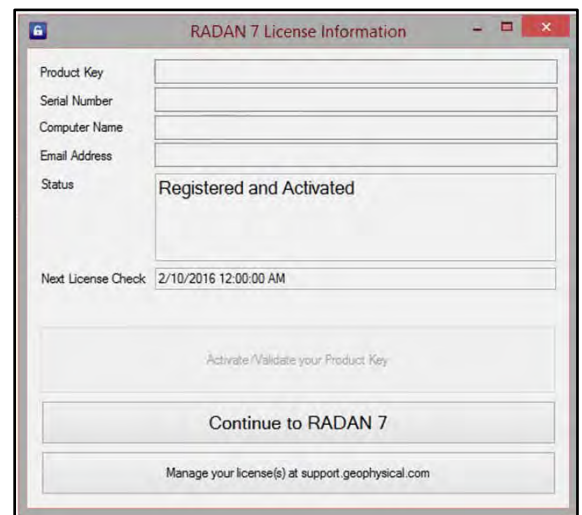 RADAN 7 License Information
Product Key
Serial Number
Computer Name
Email Address
Status Registered and Activated
Next License Check 2/10/2016 12:00:00 AM
Activate/Validate your Product Key
Continue to RADAN 7
Manage your license(s) at support.geophysical.com